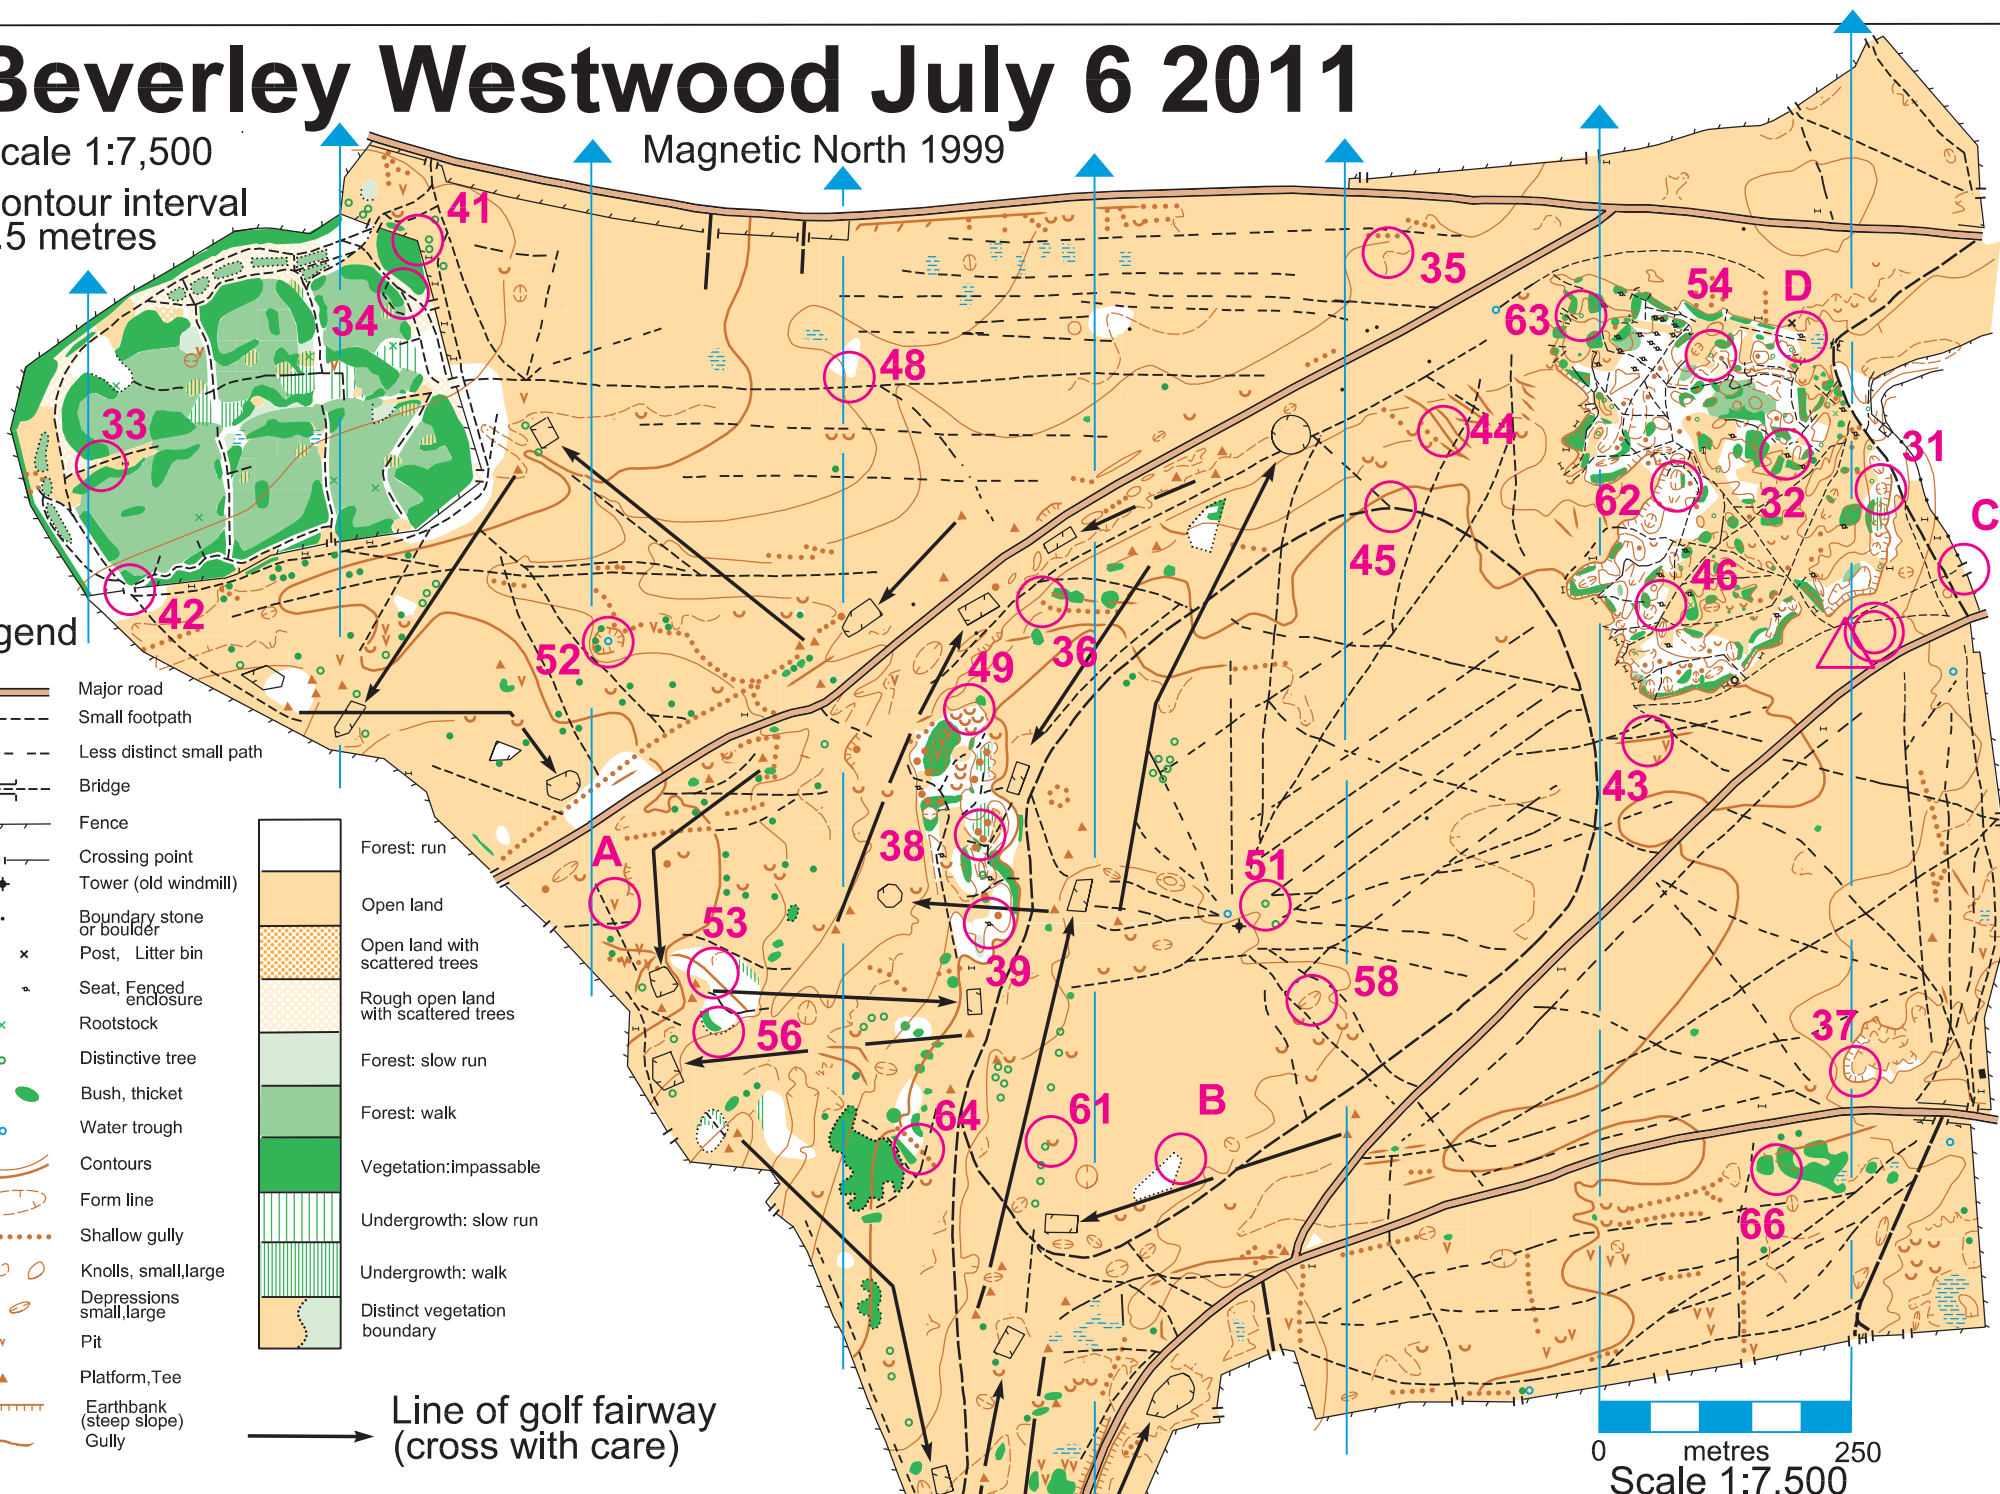 Beverley Westwood July 6 2011
cale 1:7,500
Magnetic North 1999
ontour interval
.5 metres
41
34
33
42
48
35
63
54
D
44
31
62
32
C
45
46
36
52
49
43
38
A
51
53
39
58
56
37
64
61
B
66
gend
Major road
Small footpath
Less distinct small path
Bridge
Fence
Crossing point
Tower (old windmill)
Boundary stone
or boulder
Post, Litter bin
Seat, Fenced
enclosure
Rootstock
Distinctive tree
Bush, thicket
Water trough
Contours
Form line
Shallow gully
Knolls, small,large
Depressions
small,large
Pit
Platform,Tee
Earthbank
(steep slope)
Gully
Forest: run
Open land
Open land with
scattered trees
Rough open land
with scattered trees
Forest: slow run
Forest: walk
Vegetation:impassable
Undergrowth: slow run
Undergrowth: walk
Distinct vegetation
boundary
Line of golf fairway
(cross with care)
0 metres 250
Scale 1:7,500